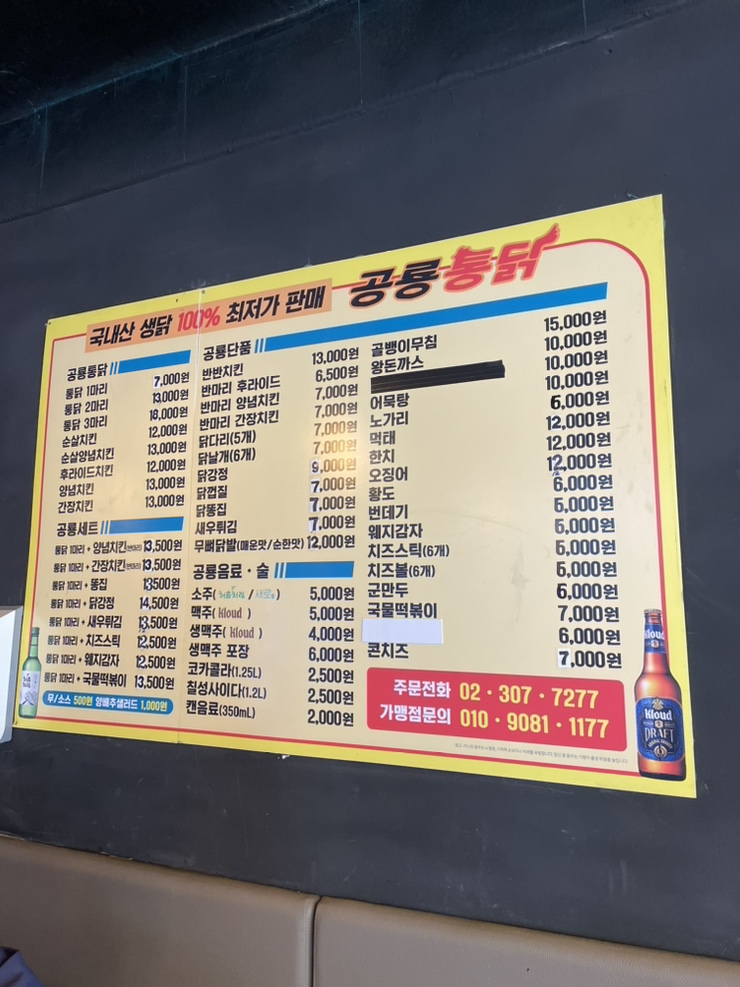 국내산 생닭 100% 최저가 판매
공룡통닭
공룡통닭
통닭 1마리 7,000원
통닭 2마리 13,000원
통닭 3마리 18,000원
순살치킨 12,000원
순살양념치킨 13,000원
후라이드치킨 12,000원
양념치킨 13,000원
간장치킨 13,000원
공룡세트
통닭 1마리 + 양념치킨(반마리) 13,500원
통닭 1마리 + 간장치킨(반마리) 13,500원
통닭 1마리 + 똥집 13,500원
통닭 1마리 + 닭강정 14,500원
통닭 1마리 + 새우튀김 13,500원
통닭 1마리 + 치즈스틱 12,500원
통닭 1마리 + 웨지감자 12,500원
통닭 1마리 + 국물떡볶이 13,500원
무/소스 500원 양배추샐러드 1,000원
공룡단품
반반치킨 13,000원
반마리 후라이드 6,500원
반마리 양념치킨 7,000원
반마리 간장치킨 7,000원
닭다리(5개) 7,000원
닭날개(6개) 7,000원
닭강정 9,000원
닭껍질 7,000원
닭똥집 7,000원
새우튀김 7,000원
무뼈닭발(매운맛/순한맛) 12,000원
공룡음료 · 술
소주(처음처럼 / 새로) 5,000원
맥주( Kloud ) 5,000원
생맥주( Kloud ) 4,000원
생맥주 포장 6,000원
코카콜라(1.25L) 2,500원
칠성사이다(1.2L) 2,500원
캔음료(350mL) 2,000원
골뱅이무침 15,000원
왕돈까스 10,000원
10,000원
어묵탕 10,000원
노가리 6,000원
먹태 12,000원
한치 12,000원
오징어 12,000원
황도 6,000원
번데기 5,000원
웨지감자 5,000원
치즈스틱(6개) 5,000원
치즈볼(6개) 5,000원
군만두 5,000원
국물떡볶이 7,000원
6,000원
콘치즈 7,000원
주문전화 02 · 307 · 7277
가맹점문의 010 · 9081 · 1177
Kloud
Kloud
DRAFT